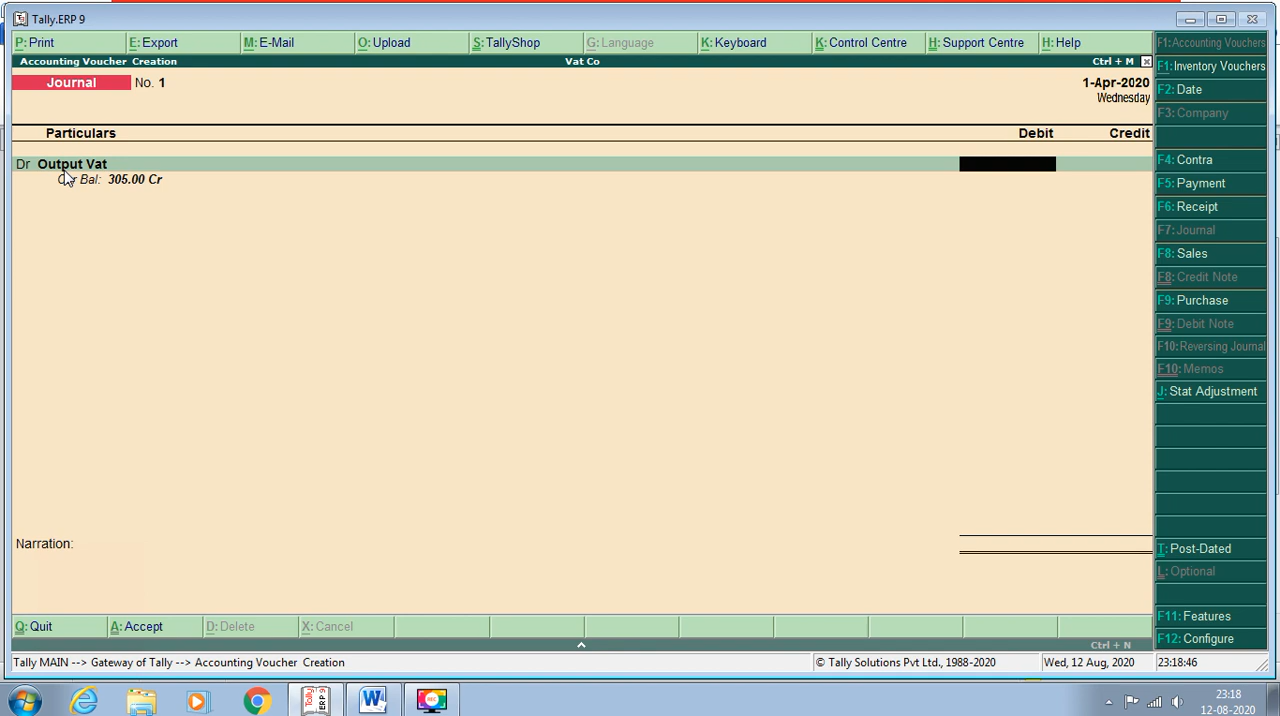 Tally.ERP 9
P: Print E: Export M: E-Mail O: Upload S: TallyShop G: Language K: Keyboard K: Control Centre H: Support Centre H: Help
F1: Accounting Vouchers
Accounting Voucher Creation Vat Co Ctrl + M
F1: Inventory Vouchers
Journal No. 1 1-Apr-2020
F2: Date
Wednesday
F3: Company
Particulars Debit Credit
Dr Output Vat
F4: Contra
Bal: 305.00 Cr
F5: Payment
F6: Receipt
F7: Journal
F8: Sales
F8: Credit Note
F9: Purchase
F9: Debit Note
F10: Reversing Journal
F10: Memos
J: Stat Adjustment
Narration:
T: Post-Dated
L: Optional
F11: Features
Q: Quit A: Accept D: Delete X: Cancel
F12: Configure
Ctrl + N
Tally MAIN --> Gateway of Tally --> Accounting Voucher Creation © Tally Solutions Pvt Ltd., 1988-2020 Wed, 12 Aug, 2020 23:18:46
23:18
12-08-2020